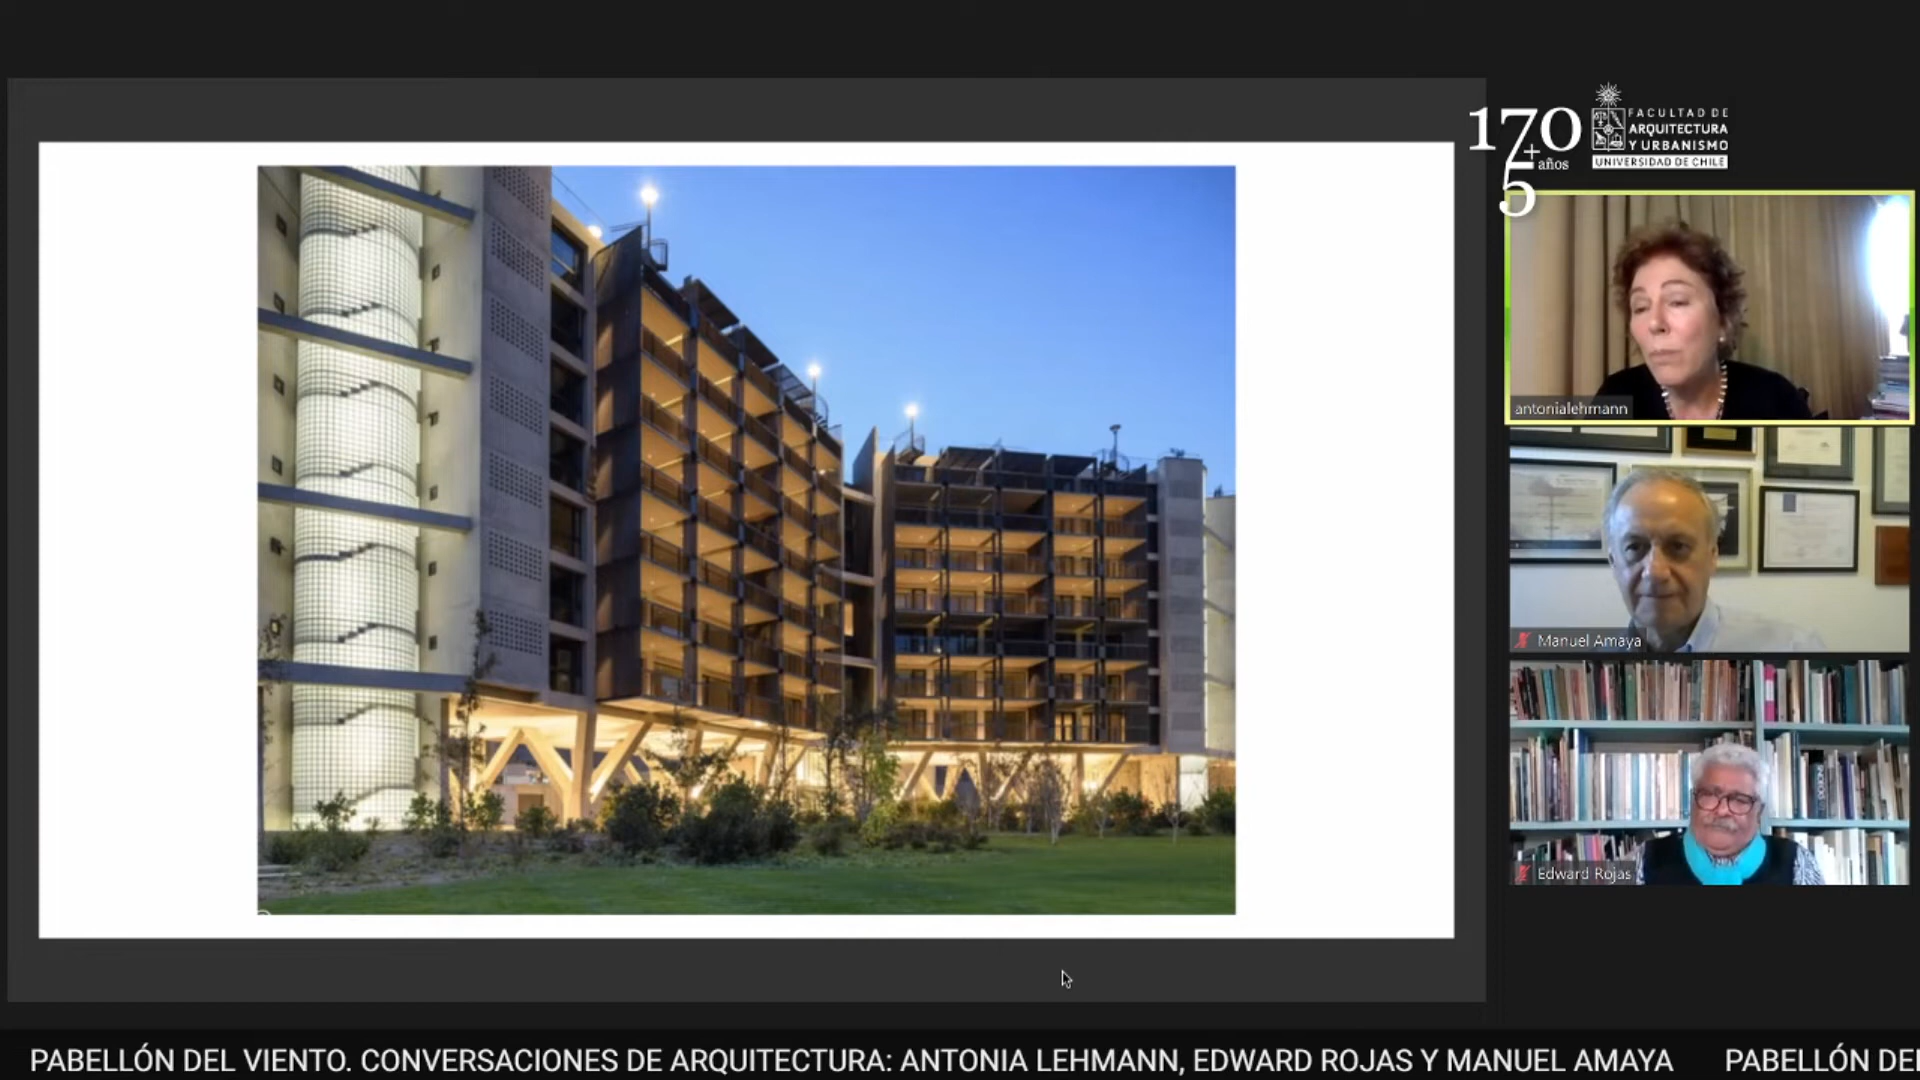 170
+
5
años
FACULTAD DE
ARQUITECTURA
Y URBANISMO
UNIVERSIDAD DE CHILE
antonialehmann
Manuel Amaya
Edward Rojas
PABELLÓN DEL VIENTO. CONVERSACIONES DE ARQUITECTURA: ANTONIA LEHMANN, EDWARD ROJAS Y MANUEL AMAYA PABELLÓN DEL